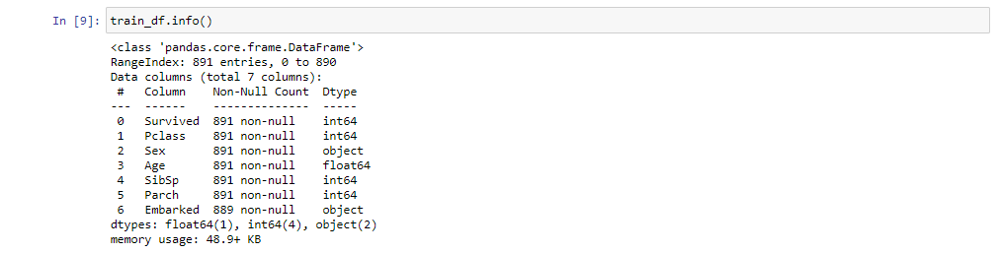 In [9]: train_df.info()
<class 'pandas.core.frame.DataFrame'>
RangeIndex: 891 entries, 0 to 890
Data columns (total 7 columns):
 #   Column    Non-Null Count  Dtype
---  ------    --------------  -----
 0   Survived  891 non-null    int64
 1   Pclass    891 non-null    int64
 2   Sex       891 non-null    object
 3   Age       891 non-null    float64
 4   SibSp     891 non-null    int64
 5   Parch     891 non-null    int64
 6   Embarked  889 non-null    object
dtypes: float64(1), int64(4), object(2)
memory usage: 48.9+ KB